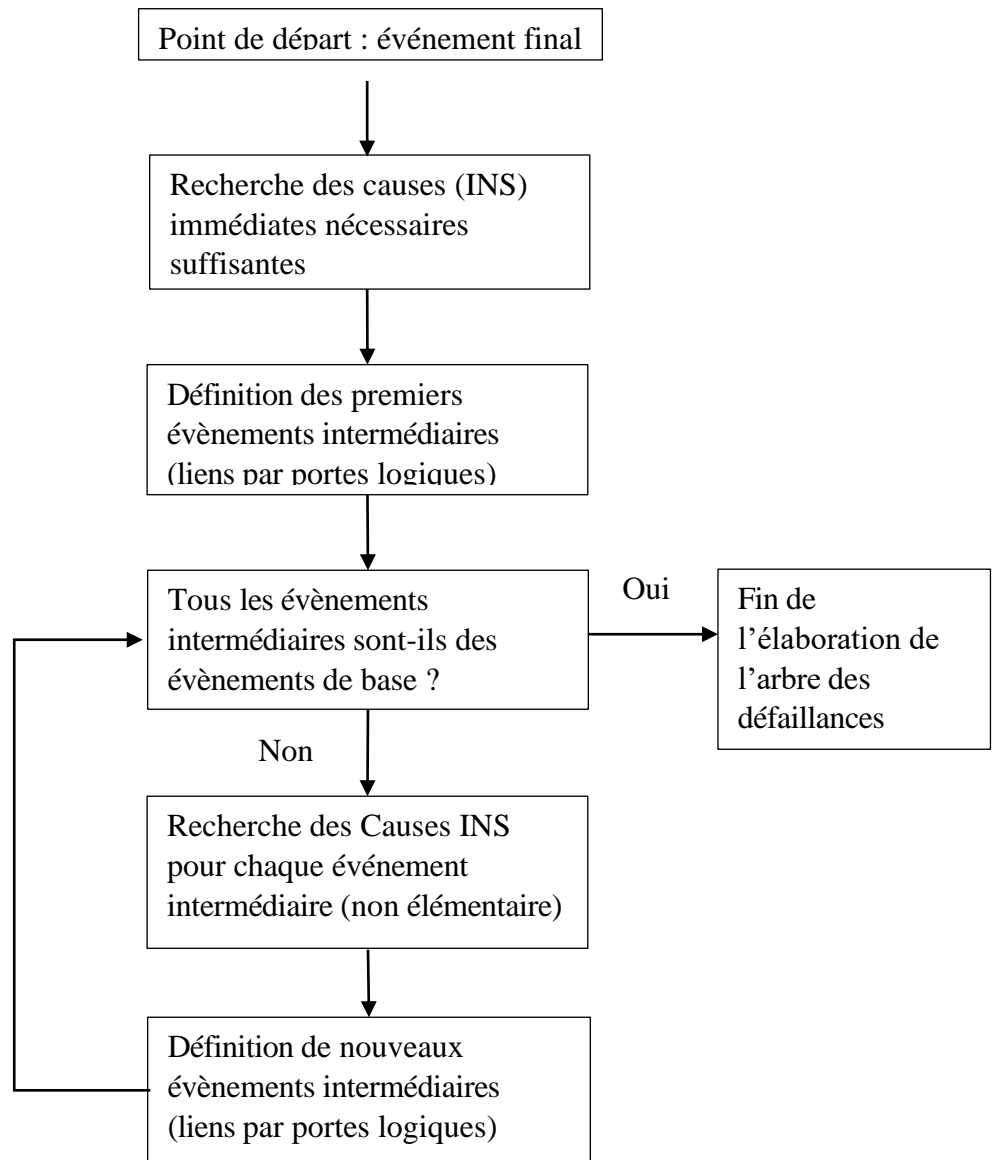 Point de départ : événement final
Recherche des causes (INS)
immédiates nécessaires
suffisantes
Définition des premiers
évènements intermédiaires
(liens par portes logiques)
Tous les évènements
intermédiaires sont-ils des
évènements de base ?
Oui
Fin de
l’élaboration de
l’arbre des
défaillances
Non
Recherche des Causes INS
pour chaque événement
intermédiaire (non élémentaire)
Définition de nouveaux
évènements intermédiaires
(liens par portes logiques)